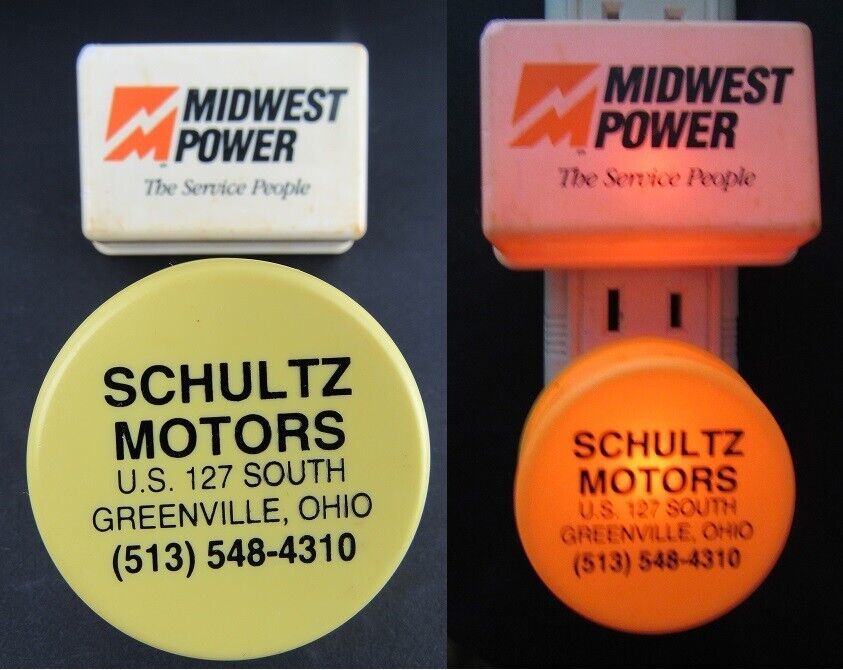 MIDWEST
POWER
The Service People
SCHULTZ
MOTORS
U.S. 127 SOUTH
GREENVILLE, OHIO
(513) 548-4310
MIDWEST
POWER
The Service People
SCHULTZ
MOTORS
U.S. 127 SOUTH
GREENVILLE, OHIO
(513) 548-4310